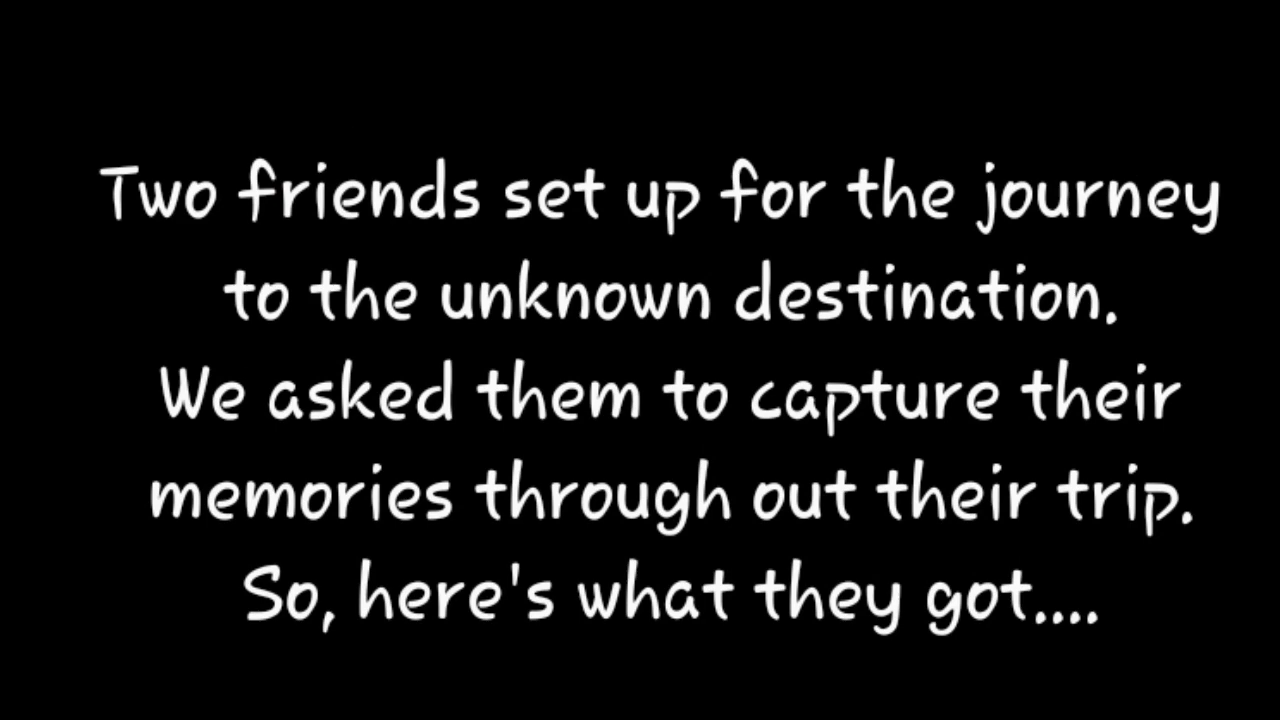 Two friends set up for the journey
to the unknown destination.
We asked them to capture their
memories through out their trip.
So, here's what they got....